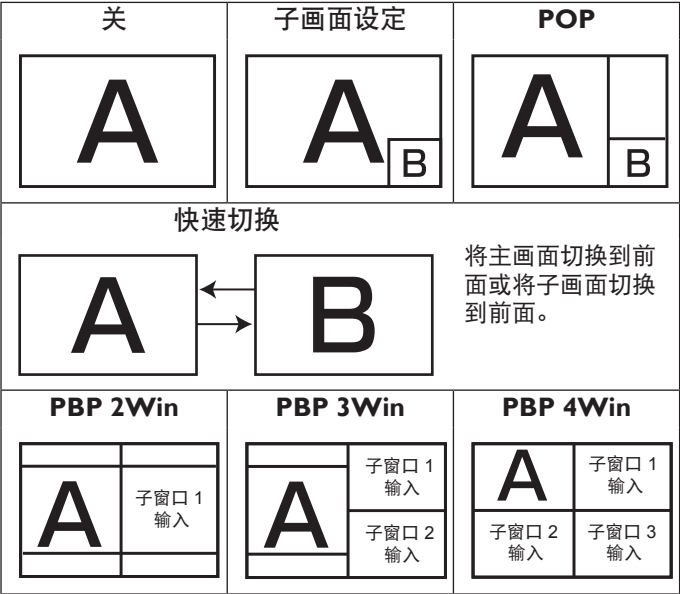 关
子画面设定
POP
A
A
B
A
B
快速切换
A
B
将主画面切换到前
面或将子画面切换
到前面。
PBP 2Win
PBP 3Win
PBP 4Win
A
子窗口 1
输入
A
子窗口 1
输入
子窗口 2
输入
A
子窗口 1
输入
子窗口 2
输入
子窗口 3
输入